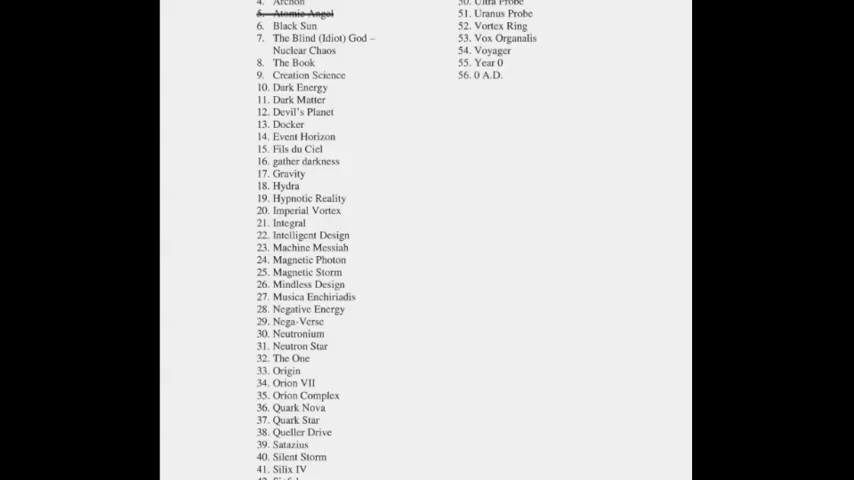 4. Archon
5. Atomic Angel
6. Black Sun
7. The Blind (Idiot) God –
Nuclear Chaos
8. The Book
9. Creation Science
10. Dark Energy
11. Dark Matter
12. Devil's Planet
13. Docker
14. Event Horizon
15. Fils du Ciel
16. gather darkness
17. Gravity
18. Hydra
19. Hypnotic Reality
20. Imperial Vortex
21. Integral
22. Intelligent Design
23. Machine Messiah
24. Magnetic Photon
25. Magnetic Storm
26. Mindless Design
27. Musica Enchiriadis
28. Negative Energy
29. Nega-Verse
30. Neutronium
31. Neutron Star
32. The One
33. Origin
34. Orion VII
35. Orion Complex
36. Quark Nova
37. Quark Star
38. Queller Drive
39. Satazius
40. Silent Storm
41. Silix IV
50. Ultra Probe
51. Uranus Probe
52. Vortex Ring
53. Vox Organalis
54. Voyager
55. Year 0
56. 0 A.D.